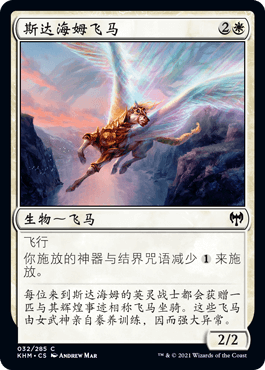 斯达海姆飞马 2
生物～飞马
飞行
你施放的神器与结界咒语减少 1 来施
放。
每位来到斯达海姆的英灵战士都会获赠一
匹与其辉煌事迹相称飞马坐骑。这些飞马
由女武神亲自豢养训练，因而强大异常。
2/2
032/285 C
KHM • CS ANDREW MAR
™ & © 2021 Wizards of the Coast